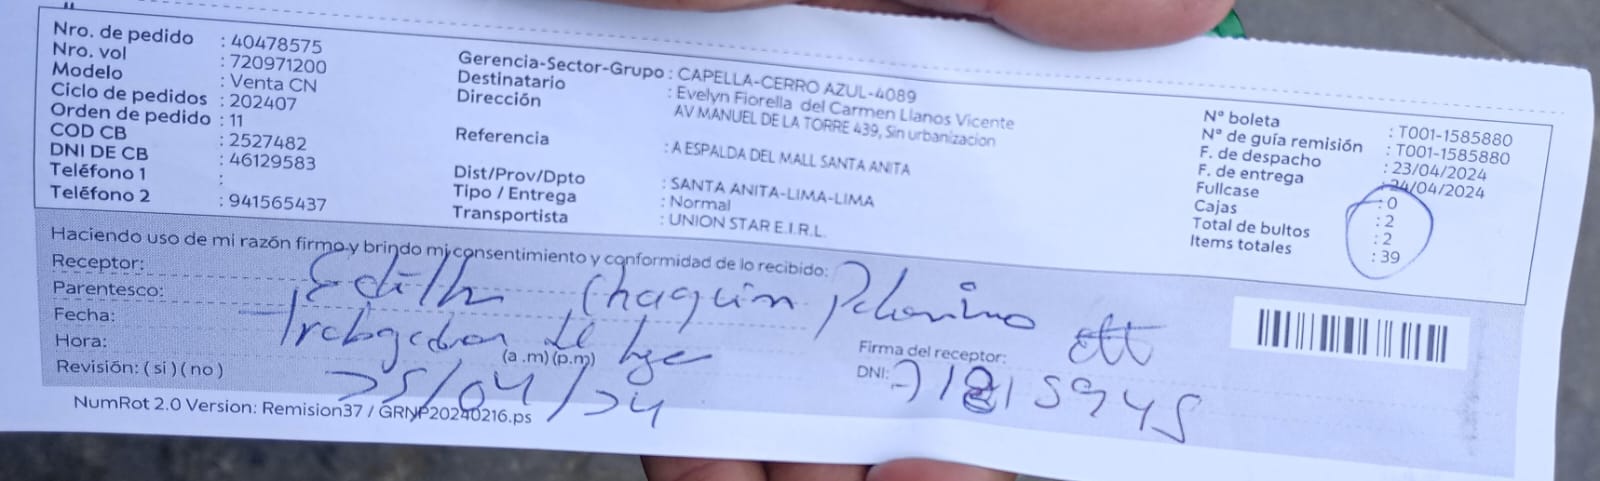 Nro. de pedido : 40478575
Nro. vol : 720971200
Modelo : Venta CN
Ciclo de pedidos : 202407
Orden de pedido : 11
COD CB : 2527482
DNI DE CB : 46129583
Teléfono 1 :
Teléfono 2 : 941565437
Gerencia-Sector-Grupo : CAPELLA-CERRO AZUL-4089
Destinatario : Evelyn Fiorella del Carmen Llanos Vicente
Dirección AV MANUEL DE LA TORRE 439, Sin urbanizacion
Referencia : A ESPALDA DEL MALL SANTA ANITA
Dist/Prov/Dpto : SANTA ANITA-LIMA-LIMA
Tipo / Entrega : Normal
Transportista : UNION STAR E.I.R.L.
N° boleta : T001-1585880
N° de guía remisión : T001-1585880
F. de despacho : 23/04/2024
F. de entrega : 24/04/2024
Fullcase : 0
Cajas : 2
Total de bultos : 2
Items totales : 39
Haciendo uso de mi razón firmo y brindo mi consentimiento y conformidad de lo recibido:
Receptor: Edith Chaquin
Parentesco:
Fecha:
Hora: (a .m) (p.m)
25/04/24
Revisión: ( si ) ( no )
Firma del receptor:
DNI:
NumRot 2.0 Version: Remision37 / GRNP20240216.ps